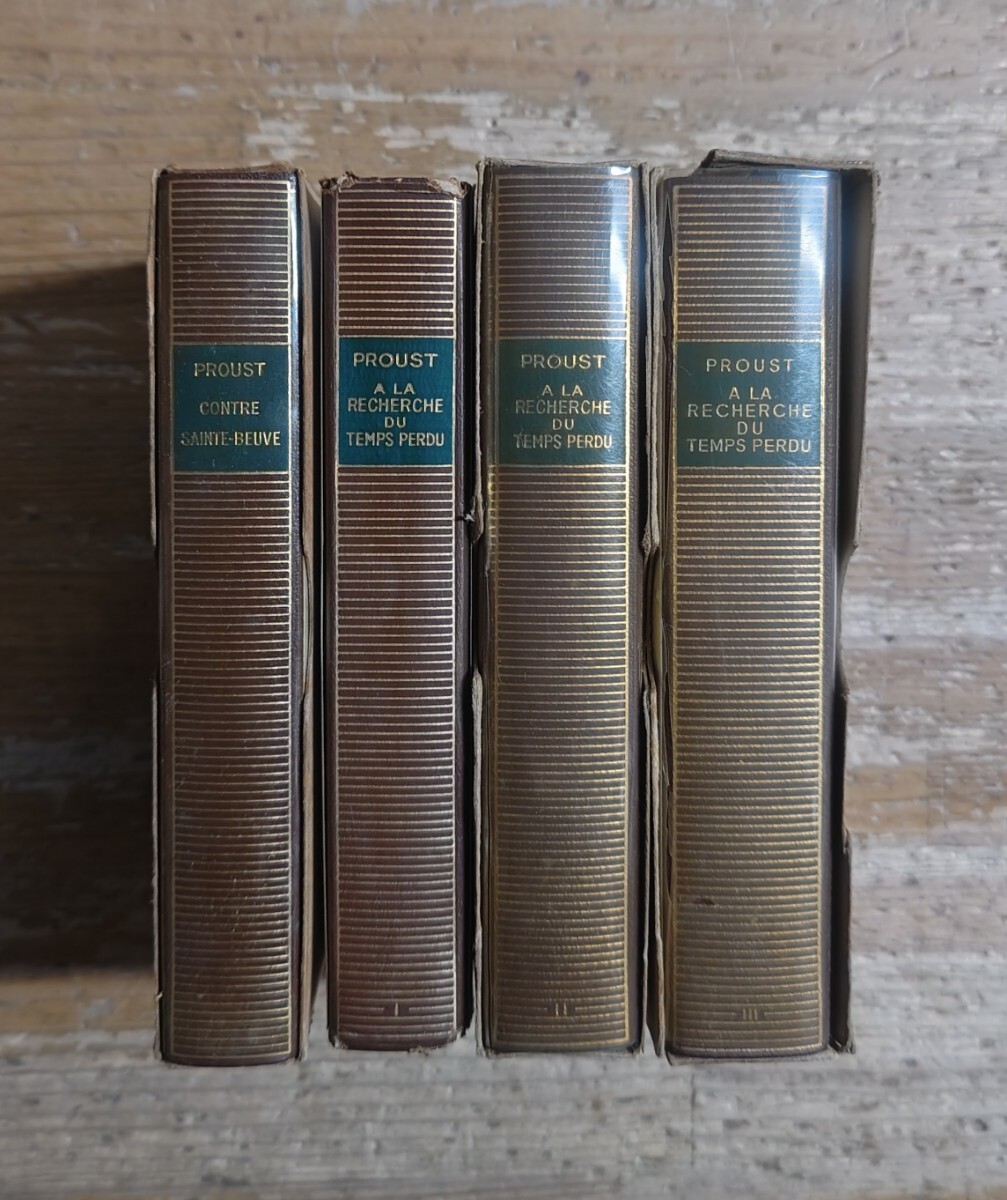 PROUST
CONTRE
SAINTE-BEUVE
PROUST
A LA
RECHERCHE
DU
TEMPS PERDU
I
PROUST
A LA
RECHERCHE
DU
TEMPS PERDU
II
PROUST
A LA
RECHERCHE
DU
TEMPS PERDU
III